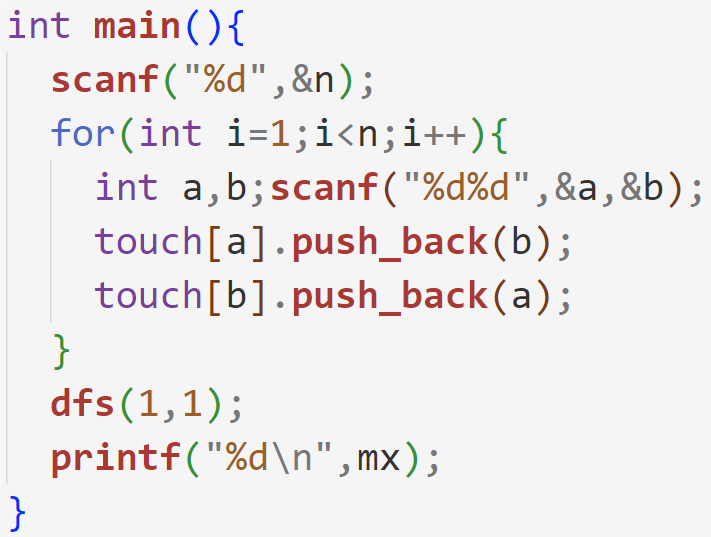 int main(){
scanf("%d",&n);
for(int i=1;i<n;i++){
int a,b;scanf("%d%d",&a,&b);
touch[a].push_back(b);
touch[b].push_back(a);
}
dfs(1,1);
printf("%d\n",mx);
}